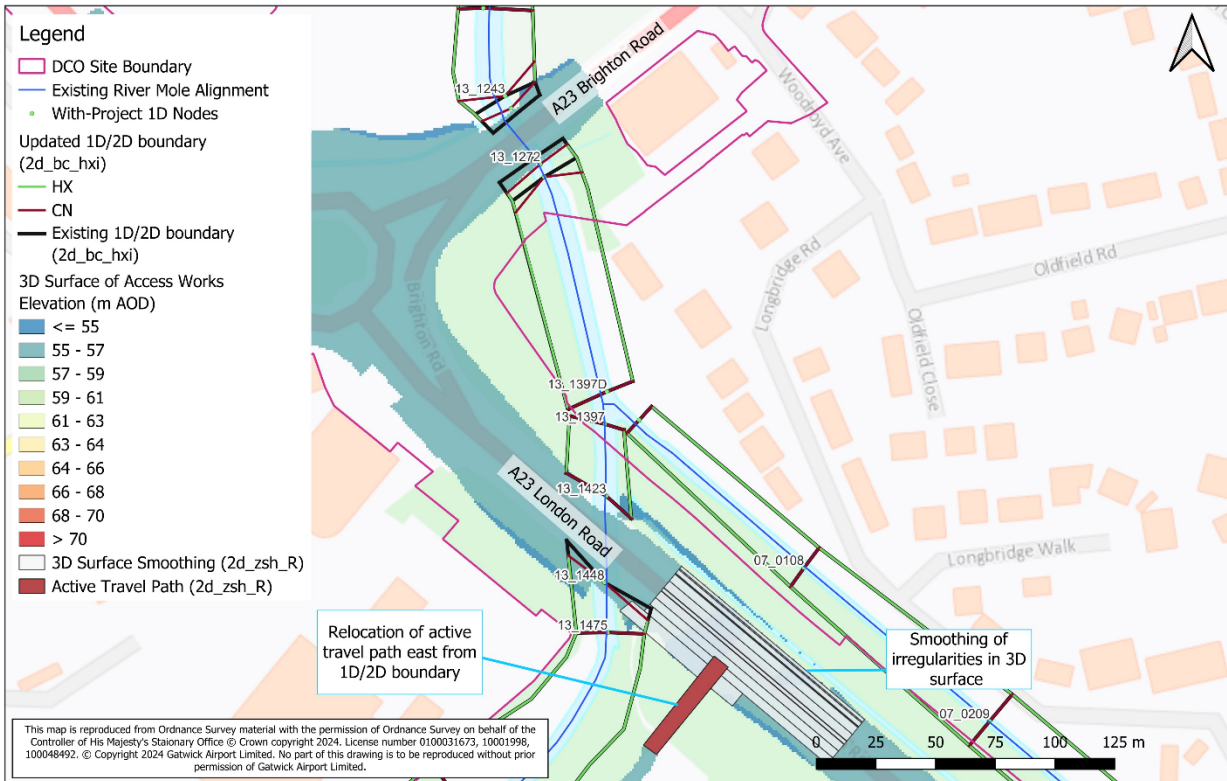 Legend
DCO Site Boundary
Existing River Mole Alignment
With-Project 1D Nodes
Updated 1D/2D boundary
(2d_bc_hxi)
HX
CN
Existing 1D/2D boundary
(2d_bc_hxi)
3D Surface of Access Works
Elevation (m AOD)
<= 55
55 - 57
57 - 59
59 - 61
61 - 63
63 - 64
64 - 66
66 - 68
68 - 70
> 70
3D Surface Smoothing (2d_zsh_R)
Active Travel Path (2d_zsh_R)
A23 Brighton Road
13_1243
13_1272
Woodroyd Ave
Longbridge Rd
Oldfield Rd
Oldfield Close
Brighton Rd
13_1397D
13_1397
13_1423
A23 London Road
13_1448
13_1475
07_0108
Longbridge Walk
07_0209
Relocation of active
travel path east from
1D/2D boundary
Smoothing of
irregularities in 3D
surface
0 25 50 75 100 125 m
This map is reproduced from Ordnance Survey material with the permission of Ordnance Survey on behalf of the
Controller of His Majesty's Staionary Office © Crown copyright 2024. License number 0100031673, 10001998,
100048492. © Copyright 2024 Gatwick Airport Limited. No part of this drawing is to be reproduced without prior
permission of Gatwick Airport Limited.